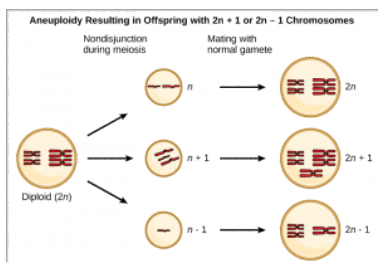 Aneuploidy Resulting in Offspring with 2n + 1 or 2n − 1 Chromosomes
Nondisjunction
during meiosis
Mating with
normal gamete
n
2n
Diploid (2n)
n + 1
2n + 1
n - 1
2n - 1